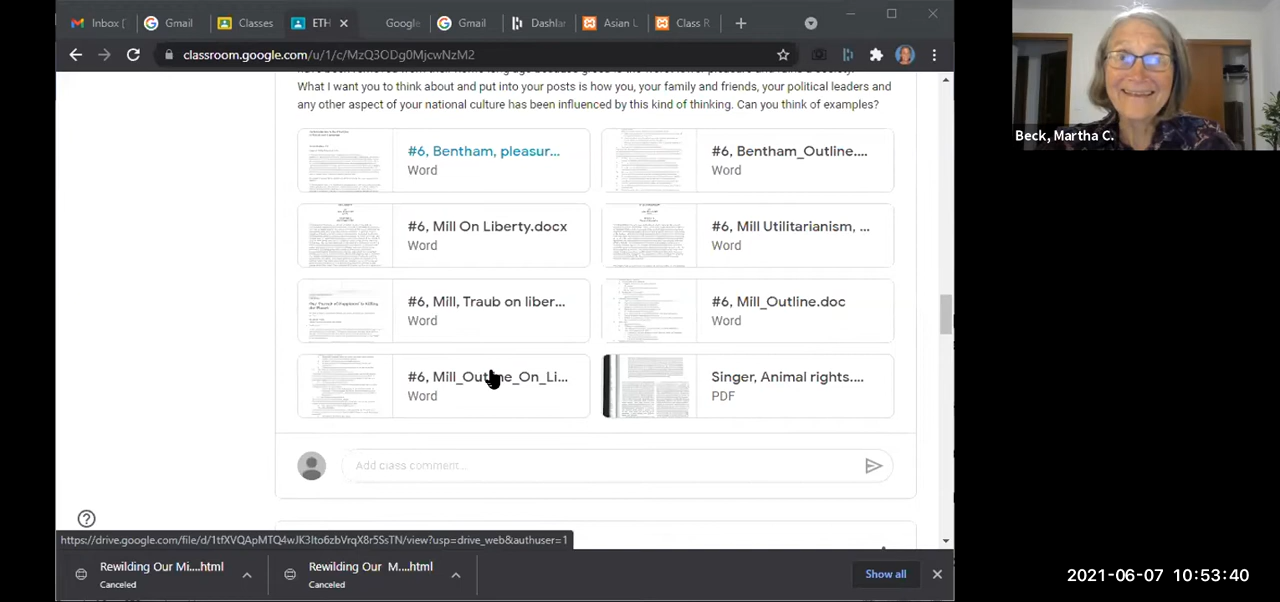 Inbox (
Gmail
Classes
ETH
Google
Gmail
Dashl
Asian L
Class R
classroom.google.com/u/1/c/MzQ3ODg0MjcwNzM2
What I want you to think about and put into your posts is how you, your family and friends, your political leaders and
any other aspect of your national culture has been influenced by this kind of thinking. Can you think of examples?
#6, Bentham, pleasur...
Word
#6, Bentham_Outline....
Word
#6, Mill On Liberty.docx
Word
#6, Mill Utilitarianism, ...
Word
#6, Mill, Traub on liber...
Word
#6, Mill_Outline.doc
Word
#6, Mill_Outline_On_Li...
Word
Singer, Animal rights....
PDF
Add class comment...
https://drive.google.com/file/d/1tfXVQApMTQ4wJK3Ito6zbVrqX8r5SsTN/view?usp=drive_web&authuser=1
Rewilding Our Mi....html
Canceled
Rewilding Our M....html
Canceled
Show all
Beck, Martha C.
2021-06-07 10:53:40